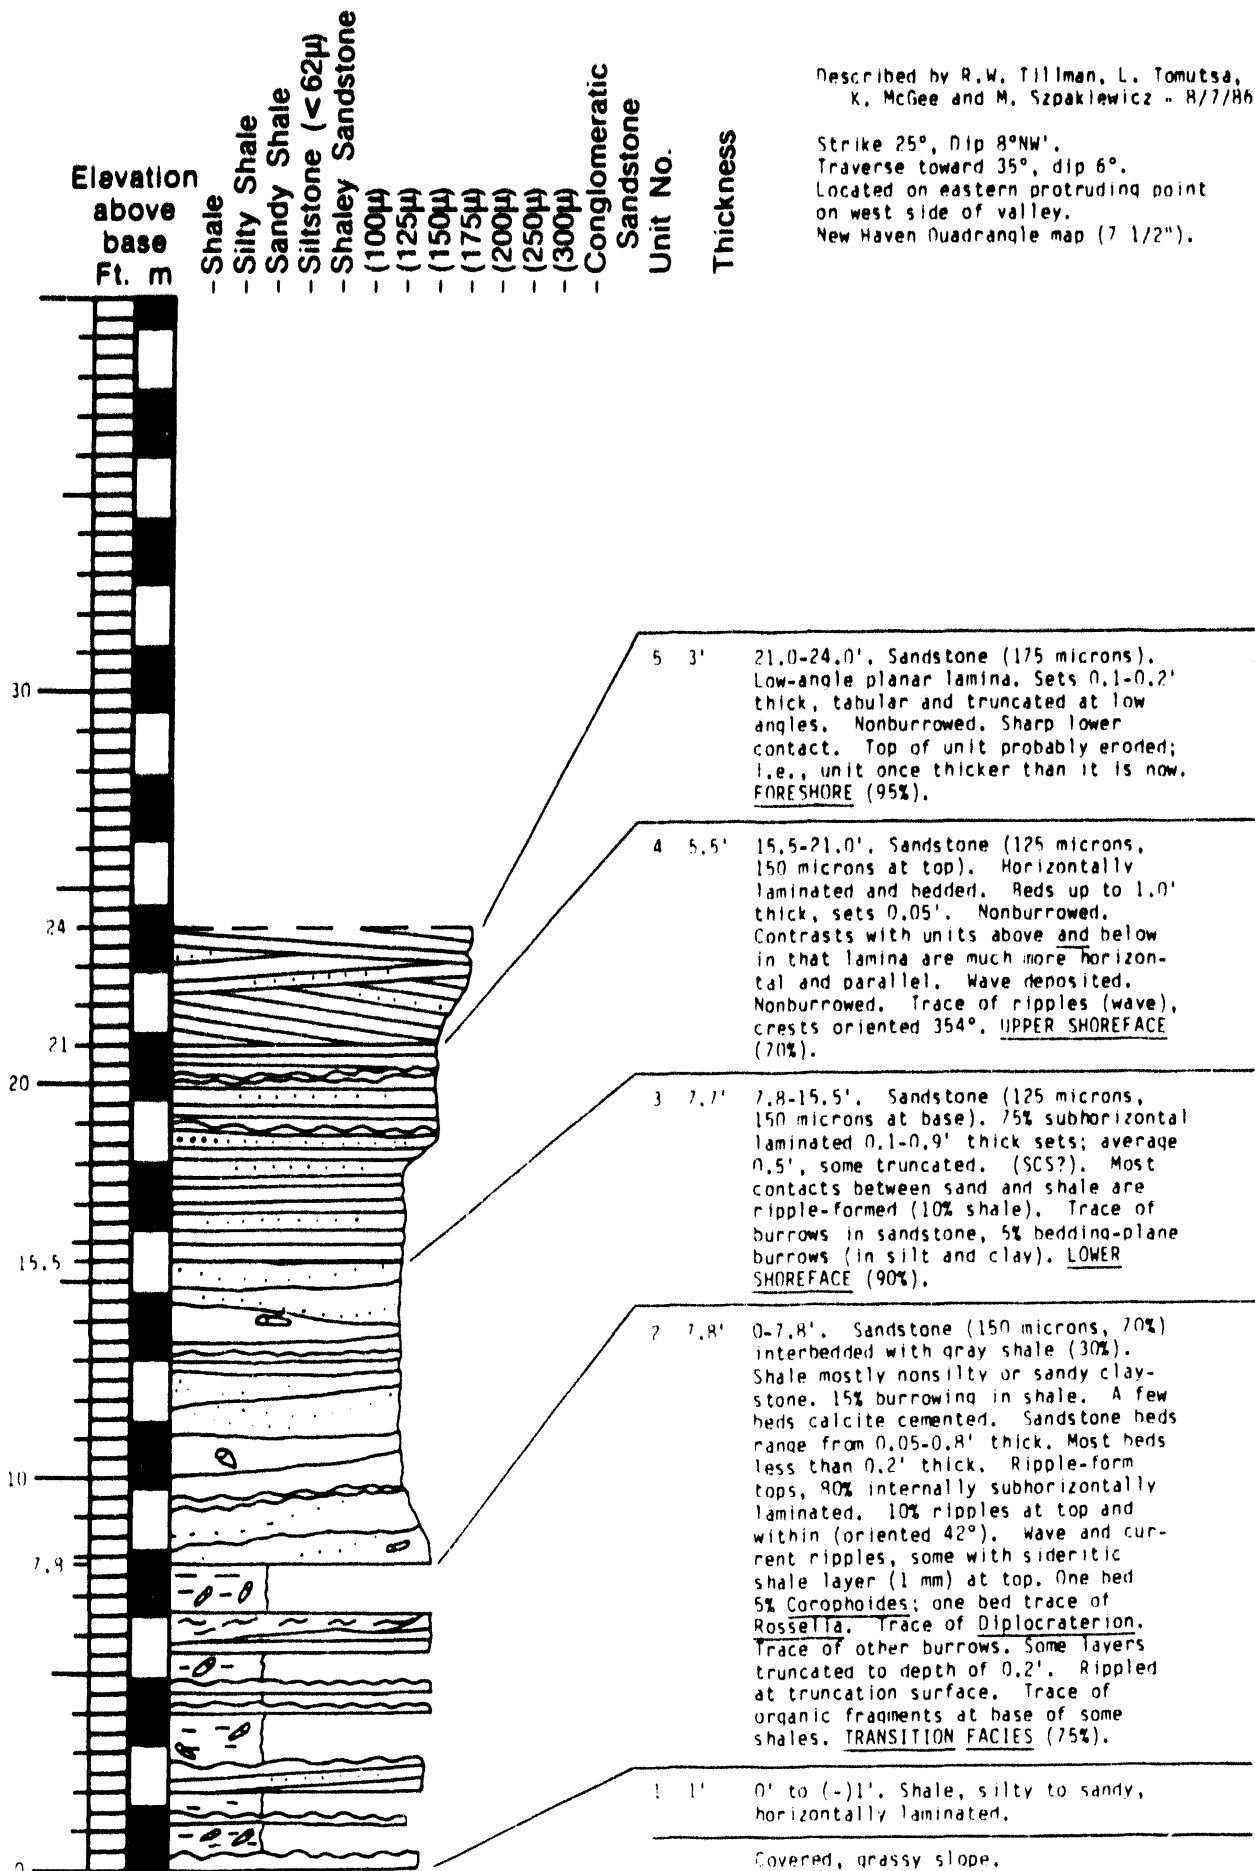 Described by R.W. Tillman, L. Tomutsa,
K. McGee and M. Szpakiewicz - 8/7/86
Strike 25°, Dip 8°NW'.
Traverse toward 35°, dip 6°.
Located on eastern protruding point
on west side of valley.
New Haven Quadrangle map (7 1/2").
Elevation
above
base
Ft. m
- Shale
- Silty Shale
- Sandy Shale
- Siltstone (<62µ)
- Shaley Sandstone
- (100µ)
- (125µ)
- (150µ)
- (175µ)
- (200µ)
- (250µ)
- (300µ)
- Conglomeratic
Sandstone
Unit No.
Thickness
30
24
21
20
15.5
10
7.8
0
5 3' 21.0-24.0'. Sandstone (175 microns).
Low-angle planar lamina. Sets 0.1-0.2'
thick, tabular and truncated at low
angles. Nonburrowed. Sharp lower
contact. Top of unit probably eroded;
i.e., unit once thicker than it is now.
FORESHORE (95%).
4 5.5' 15.5-21.0'. Sandstone (125 microns,
150 microns at top). Horizontally
laminated and bedded. Beds up to 1.0'
thick, sets 0.05'. Nonburrowed.
Contrasts with units above and below
in that lamina are much more horizon-
tal and parallel. Wave deposited.
Nonburrowed. Trace of ripples (wave),
crests oriented 354°. UPPER SHOREFACE
(70%).
3 7.7' 7.8-15.5'. Sandstone (125 microns,
150 microns at base). 75% subhorizontal
laminated 0.1-0.9' thick sets; average
0.5', some truncated. (SCS?). Most
contacts between sand and shale are
ripple-formed (10% shale). Trace of
burrows in sandstone, 5% bedding-plane
burrows (in silt and clay). LOWER
SHOREFACE (90%).
2 7.8' 0-7.8'. Sandstone (150 microns, 70%)
interbedded with gray shale (30%).
Shale mostly nonsilty or sandy clay-
stone. 15% burrowing in shale. A few
beds calcite cemented. Sandstone beds
range from 0.05-0.8' thick. Most beds
less than 0.2' thick. Ripple-form
tops, 80% internally subhorizontally
laminated. 10% ripples at top and
within (oriented 42°). Wave and cur-
rent ripples, some with sideritic
shale layer (1 mm) at top. One bed
5% Corophoides; one bed trace of
Rossella. Trace of Diplocraterion.
Trace of other burrows. Some layers
truncated to depth of 0.2'. Rippled
at truncation surface. Trace of
organic fragments at base of some
shales. TRANSITION FACIES (75%).
1 1' 0' to (-)1'. Shale, silty to sandy,
horizontally laminated.
Covered, grassy slope.